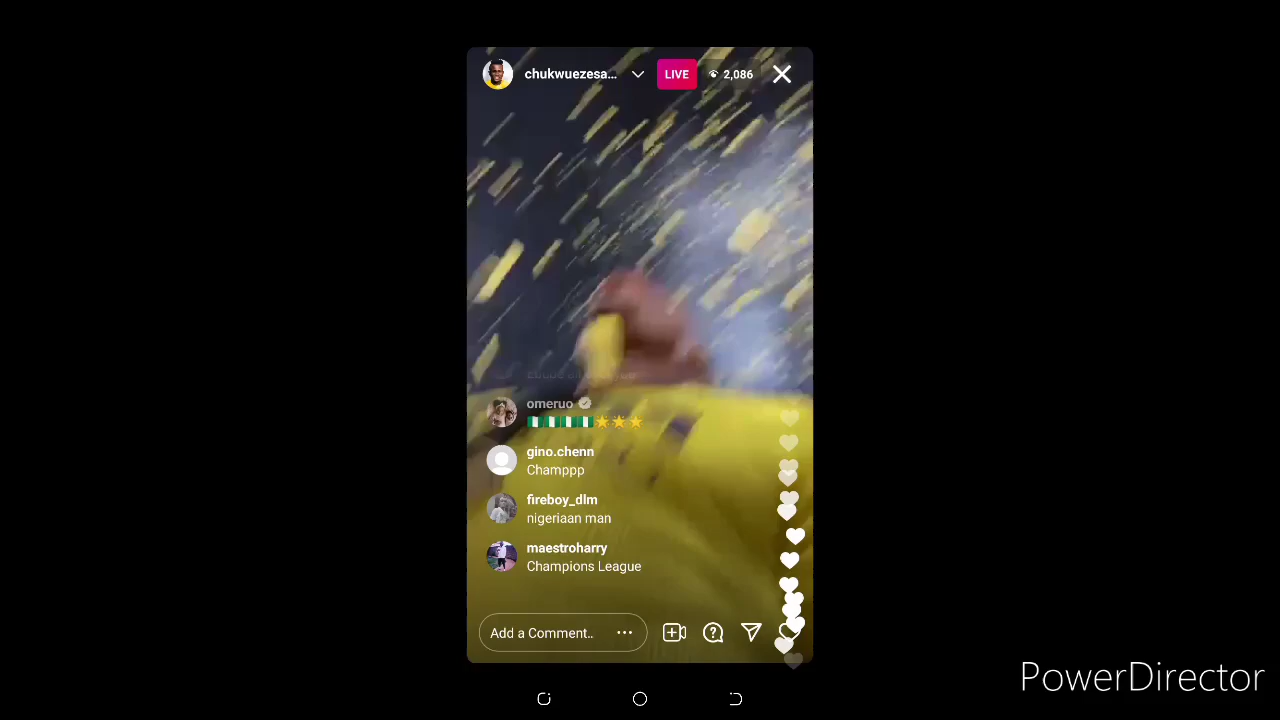 chukwuezesa...
LIVE
2,086
omeruo
🇳🇬🇳🇬🇳🇬🇳🇬⭐⭐⭐
gino.chenn
Champpp
fireboy_dlm
nigeriaan man
maestroharry
Champions League
Add a Comment..
PowerDirector